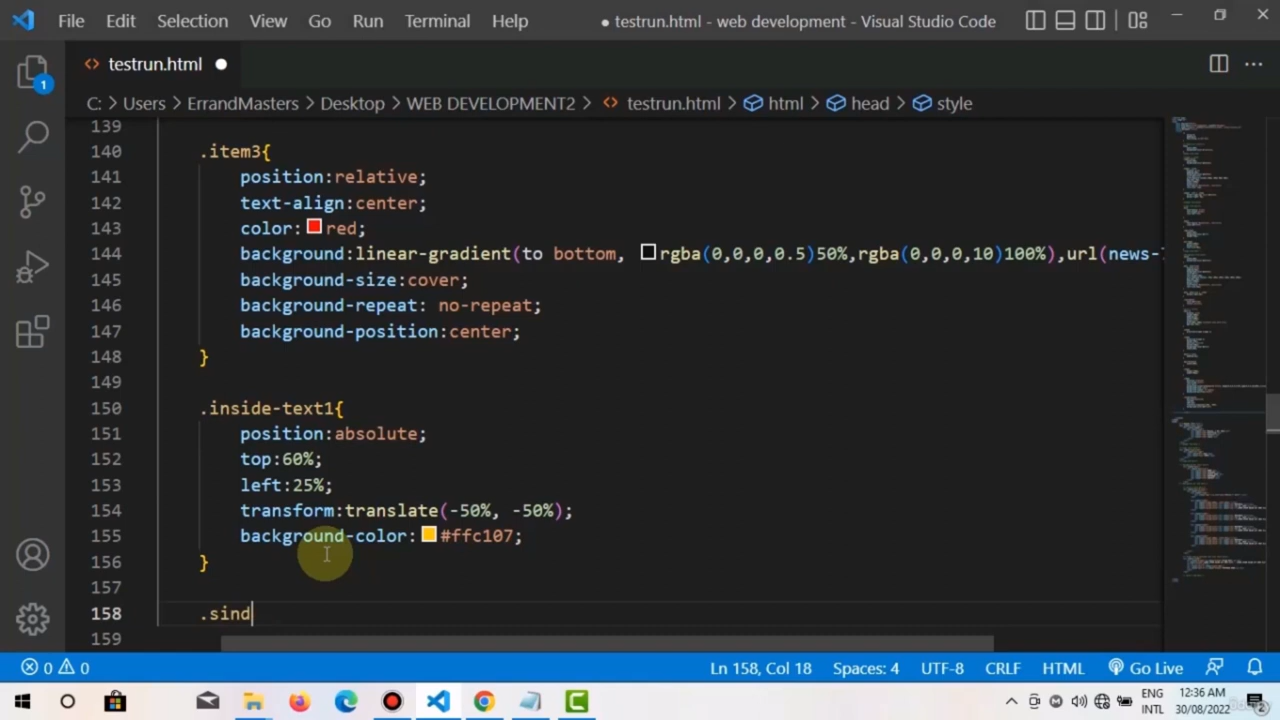 File Edit Selection View Go Run Terminal Help ● testrun.html - web development - Visual Studio Code
<> testrun.html ●
C: > Users > ErrandMasters > Desktop > WEB DEVELOPMENT2 > <> testrun.html > html > head > style
1
139
140 .item3{
141 position:relative;
142 text-align:center;
143 color:red;
144 background:linear-gradient(to bottom, rgba(0,0,0,0.5)50%,rgba(0,0,0,10)100%),url(news-
145 background-size:cover;
146 background-repeat: no-repeat;
147 background-position:center;
148 }
149
150 .inside-text1{
151 position:absolute;
152 top:60%;
153 left:25%;
154 transform:translate(-50%, -50%);
155 background-color:#ffc107;
156 }
157
158 .sind
159
0 0 Ln 158, Col 18 Spaces: 4 UTF-8 CRLF HTML Go Live
ENG 12:36 AM
INTL 30/08/2022 2